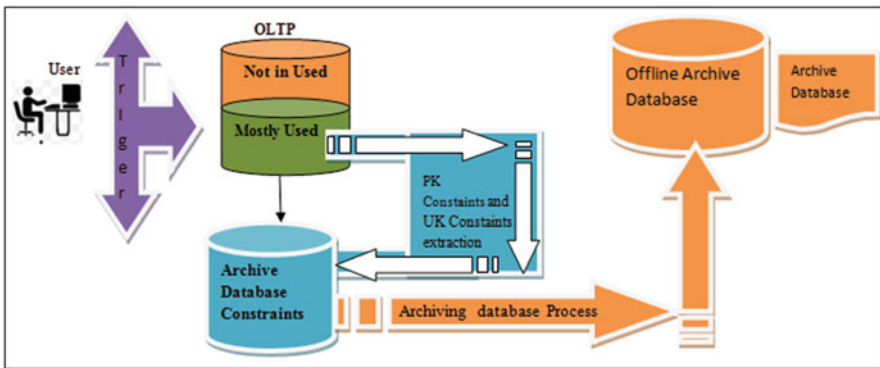 OLTP
User
Not in Used
Mostly Used
TrIger
Offline Archive
Database
Archive
Database
PK
Constaints and
UK Constaints
extraction
Archive
Database
Constraints
Archiving database Process